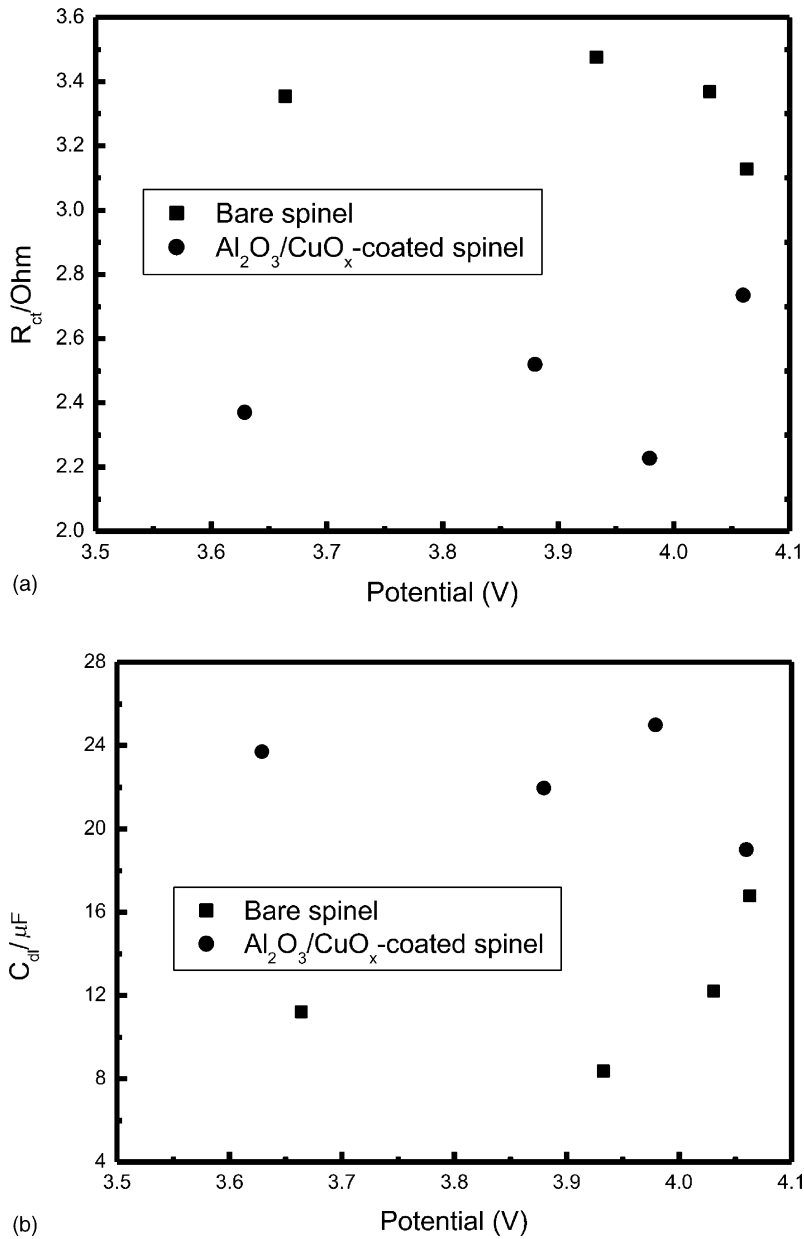 3.6
3.4
3.2
3.0
2.8
2.6
2.4
2.2
2.0
R_ct/Ohm
Bare spinel
Al₂O₃/CuOₓ-coated spinel
3.5 3.6 3.7 3.8 3.9 4.0 4.1
Potential (V)
(a)
28
24
20
16
12
8
4
C_dl/μF
Bare spinel
Al₂O₃/CuOₓ-coated spinel
3.5 3.6 3.7 3.8 3.9 4.0 4.1
Potential (V)
(b)